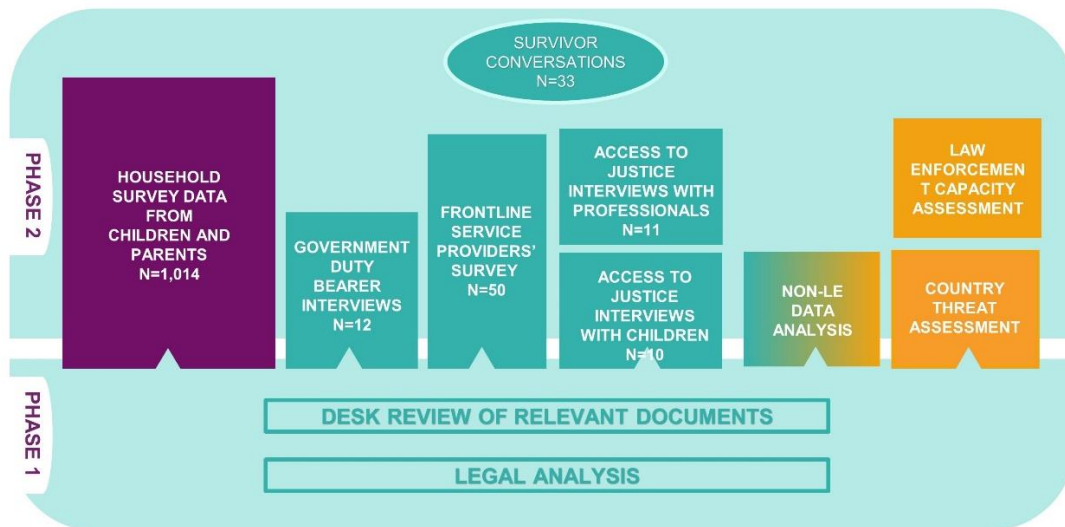 SURVIVOR
CONVERSATIONS
N=33
PHASE 2
HOUSEHOLD
SURVEY DATA
FROM
CHILDREN AND
PARENTS
N=1,014
GOVERNMENT
DUTY
BEARER
INTERVIEWS
N=12
FRONTLINE
SERVICE
PROVIDERS’
SURVEY
N=50
ACCESS TO
JUSTICE
INTERVIEWS WITH
PROFESSIONALS
N=11
ACCESS TO
JUSTICE
INTERVIEWS
WITH CHILDREN
N=10
NON-LE
DATA
ANALYSIS
LAW
ENFORCEMEN
T CAPACITY
ASSESSMENT
COUNTRY
THREAT
ASSESSMENT
PHASE 1
DESK REVIEW OF RELEVANT DOCUMENTS
LEGAL ANALYSIS